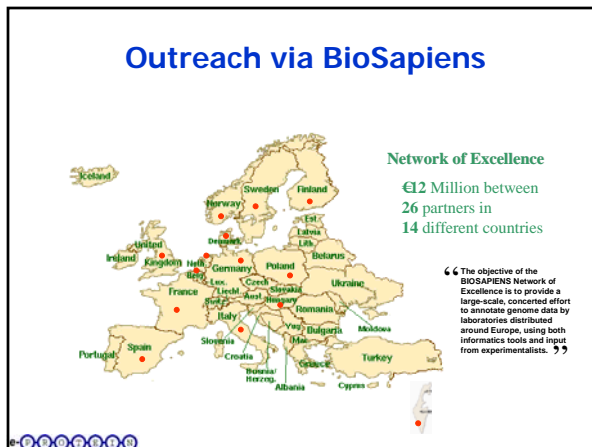 Outreach via BioSapiens
Network of Excellence
€12 Million between
26 partners in
14 different countries
“ The objective of the
BIOSAPIENS Network of
Excellence is to provide a
large-scale, concerted effort
to annotate genome data by
laboratories distributed
around Europe, using both
informatics tools and input
from experimentalists. ”
Iceland
Norway
Sweden
Finland
Est.
Latvia
Lith.
Denmark
United
Kingdom
Ireland
Neth.
Belg.
Germany
Poland
Belarus
Lux.
Czech
Ukraine
Liecht.
Slovakia
France
Switz.
Aust.
Hungary
Romania
Moldova
Italy
Slovenia
Croatia
Yug.
Bulgaria
Bosnia/
Herzeg.
Mac.
Albania
Greece
Portugal
Spain
Turkey
Cyprus
e-PROTEIN